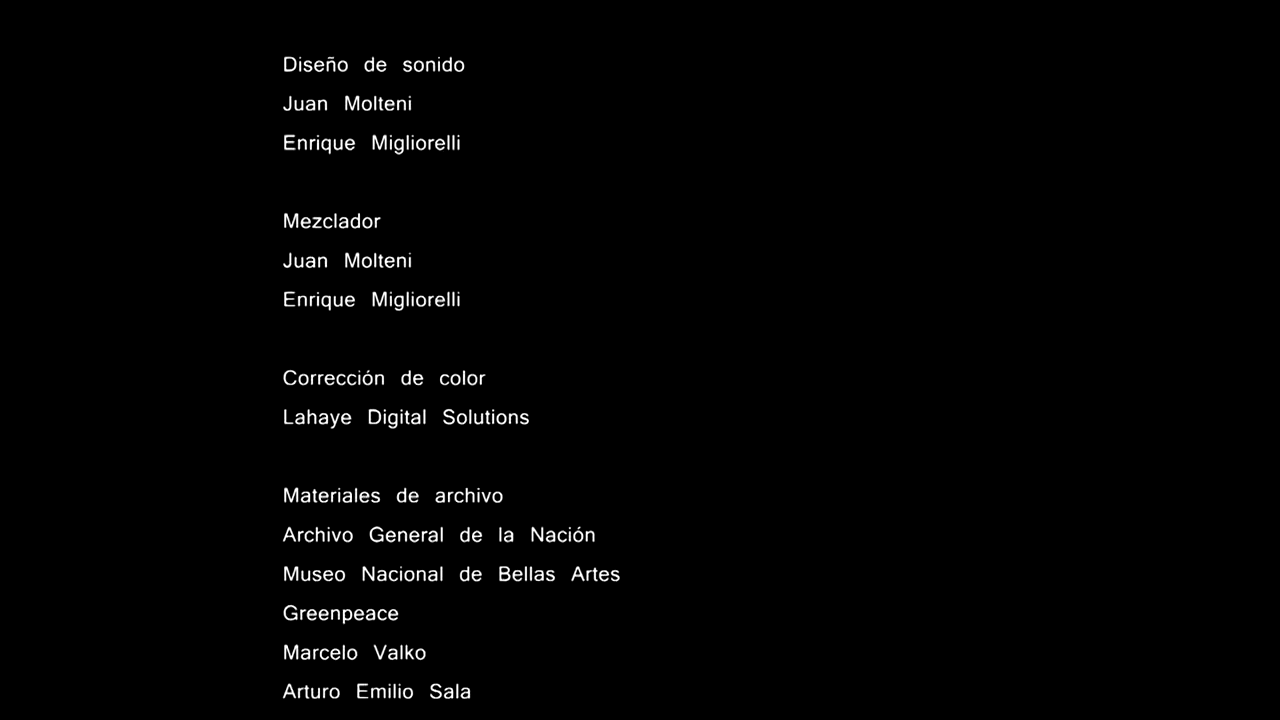 Diseño de sonido
Juan Molteni
Enrique Migliorelli
Mezclador
Juan Molteni
Enrique Migliorelli
Corrección de color
Lahaye Digital Solutions
Materiales de archivo
Archivo General de la Nación
Museo Nacional de Bellas Artes
Greenpeace
Marcelo Valko
Arturo Emilio Sala